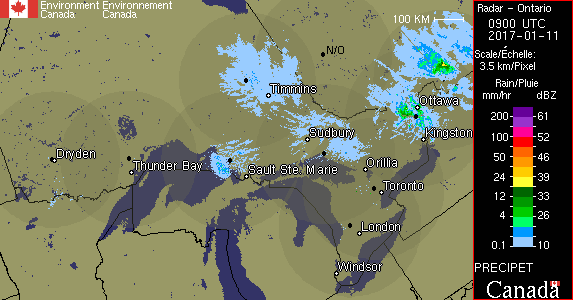 Environment Environnement
Canada Canada
100 KM
N/O
Timmins
Ottawa
Sudbury
Kingston
Dryden
Thunder Bay
Sault Ste. Marie
Orillia
Toronto
London
Windsor
Radar - Ontario
0900 UTC
2017-01-11
Scale/Échelle:
3.5 km/Pixel
Rain/Pluie
mm/hr dBZ
200 61
100 52
50 46
24 39
12 33
4 26
0.1 10
PRECIPET
Canada